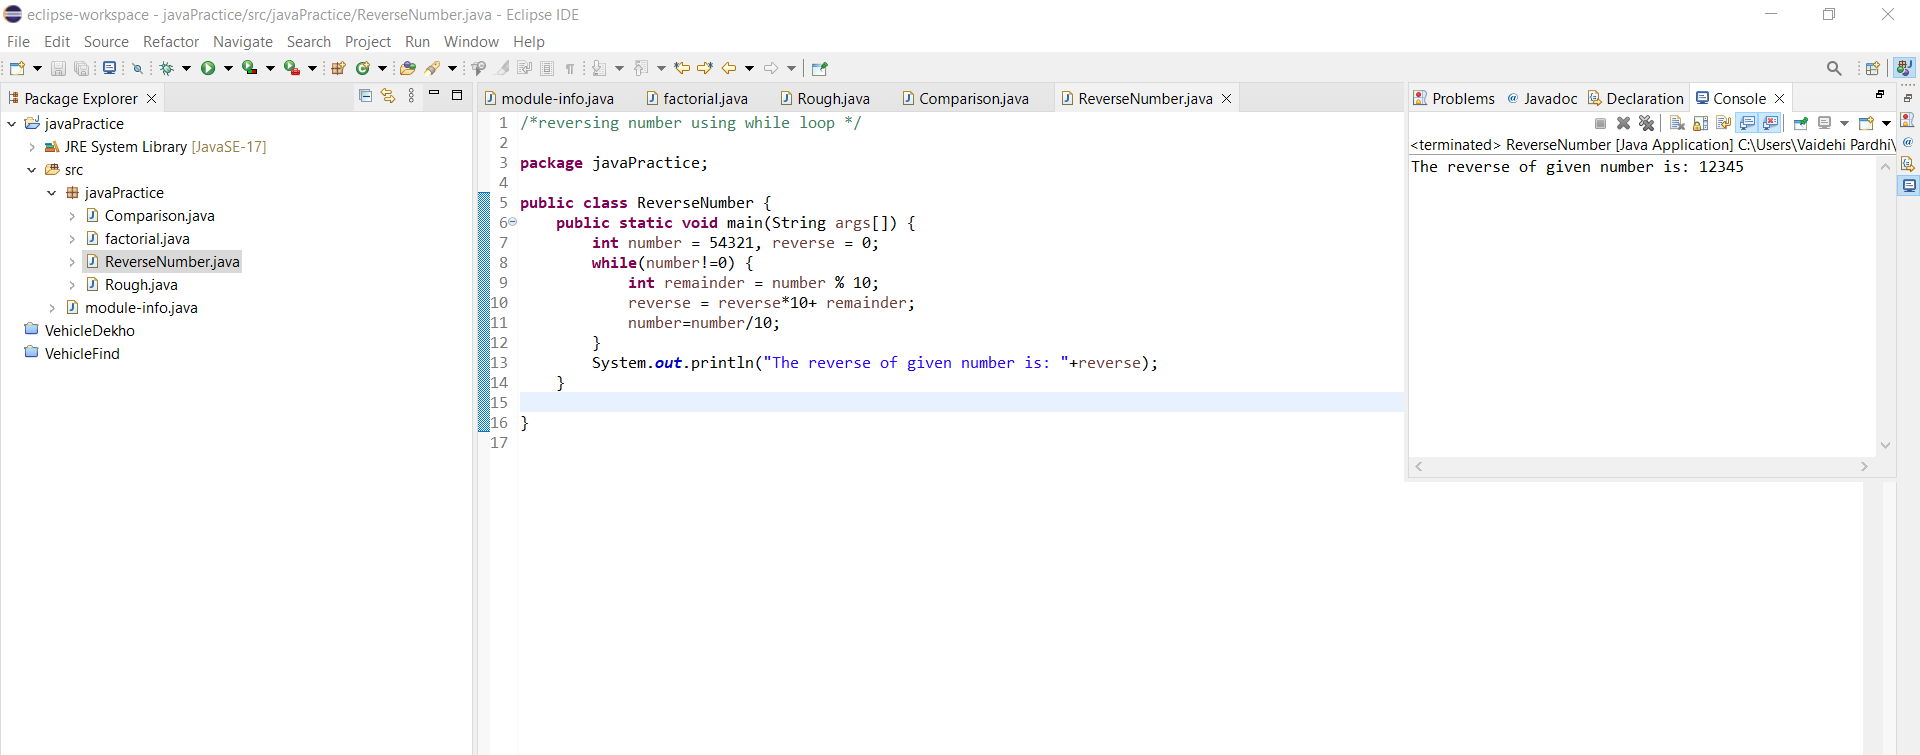 eclipse-workspace - javaPractice/src/javaPractice/ReverseNumber.java - Eclipse IDE
File Edit Source Refactor Navigate Search Project Run Window Help
Package Explorer
javaPractice
JRE System Library [JavaSE-17]
src
javaPractice
Comparison.java
factorial.java
ReverseNumber.java
Rough.java
module-info.java
VehicleDekho
VehicleFind
module-info.java factorial.java Rough.java Comparison.java ReverseNumber.java
1 /*reversing number using while loop */
2
3 package javaPractice;
4
5 public class ReverseNumber {
6 public static void main(String args[]) {
7 int number = 54321, reverse = 0;
8 while(number!=0) {
9 int remainder = number % 10;
10 reverse = reverse*10+ remainder;
11 number=number/10;
12 }
13 System.out.println("The reverse of given number is: "+reverse);
14 }
15
16 }
17
Problems @ Javadoc Declaration Console
<terminated> ReverseNumber [Java Application] C:\Users\Vaidehi Pardhi\
The reverse of given number is: 12345